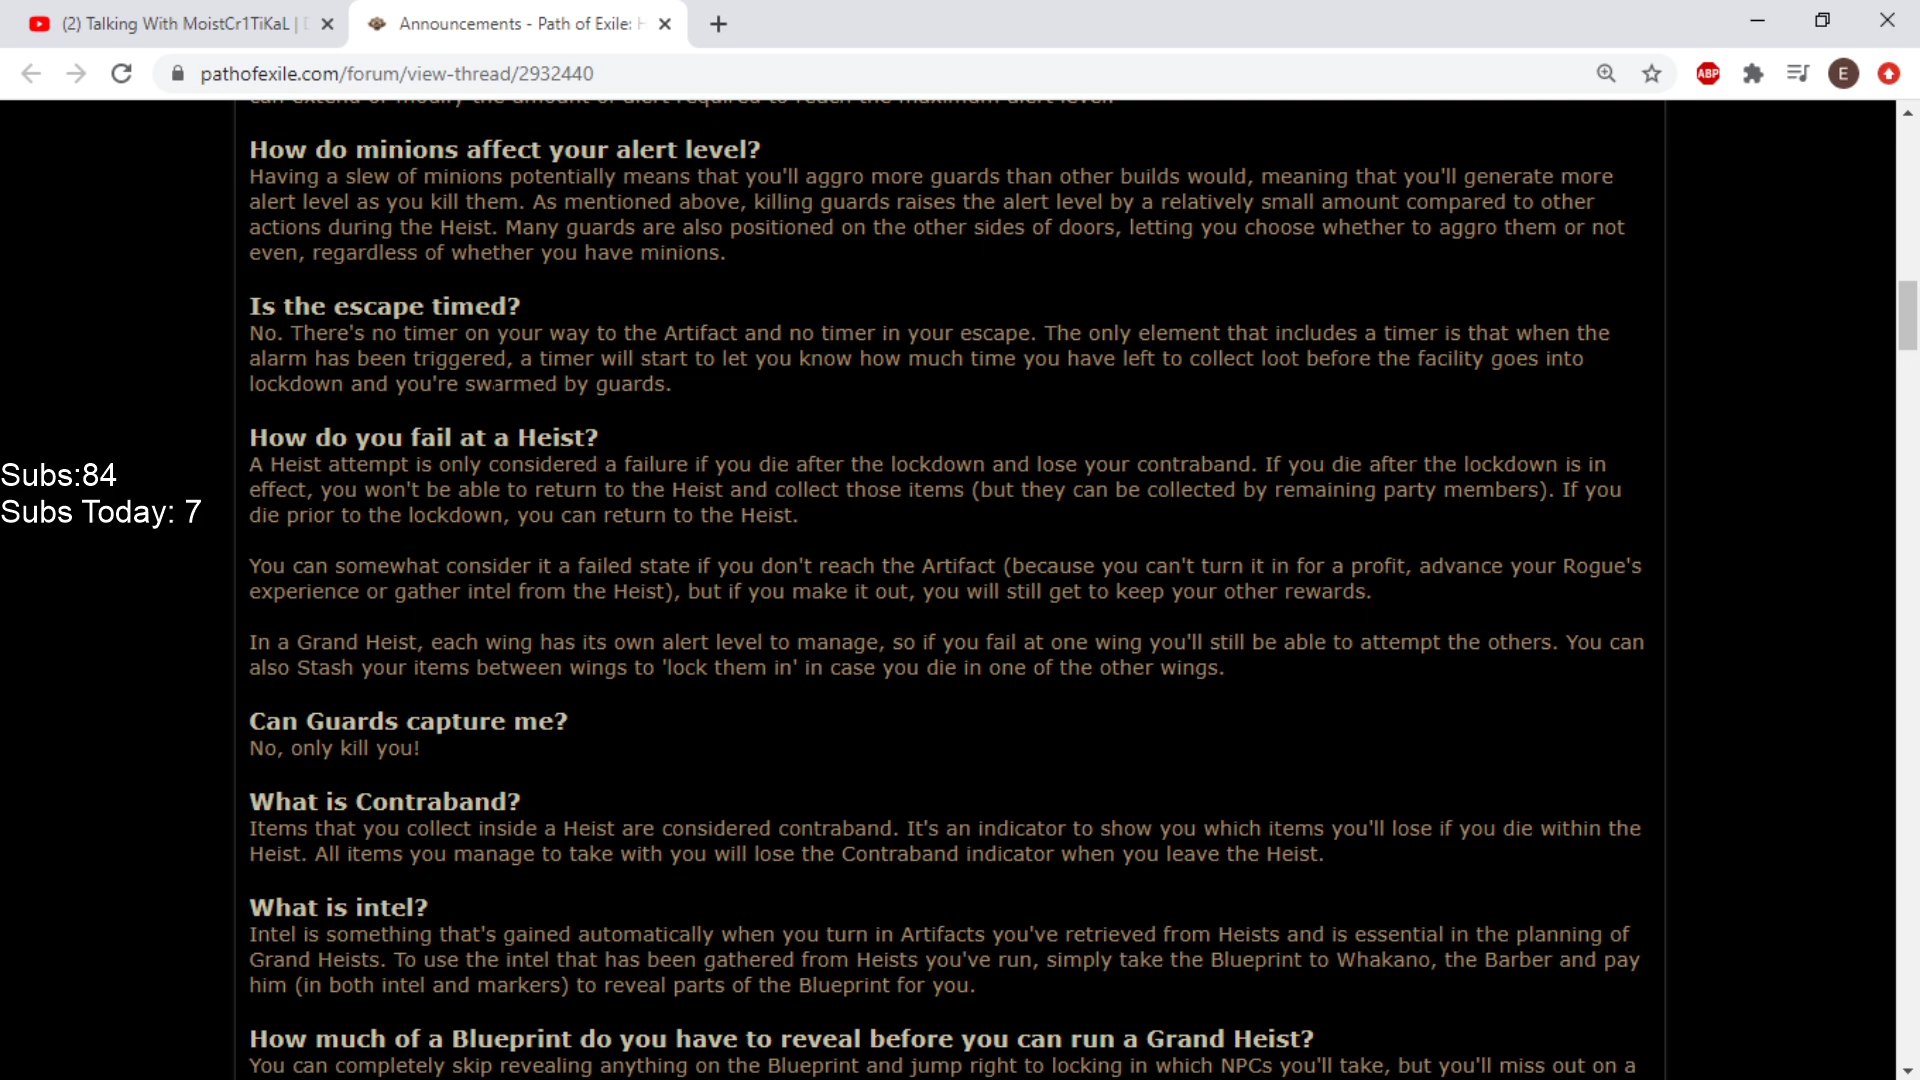 (2) Talking With MoistCr1TiKaL |
Announcements - Path of Exile: H
pathofexile.com/forum/view-thread/2932440
ABP
E
can extend or modify the amount of alert required to reach the maximum alert level.
How do minions affect your alert level?
Having a slew of minions potentially means that you'll aggro more guards than other builds would, meaning that you'll generate more
alert level as you kill them. As mentioned above, killing guards raises the alert level by a relatively small amount compared to other
actions during the Heist. Many guards are also positioned on the other sides of doors, letting you choose whether to aggro them or not
even, regardless of whether you have minions.
Is the escape timed?
No. There's no timer on your way to the Artifact and no timer in your escape. The only element that includes a timer is that when the
alarm has been triggered, a timer will start to let you know how much time you have left to collect loot before the facility goes into
lockdown and you're swarmed by guards.
How do you fail at a Heist?
A Heist attempt is only considered a failure if you die after the lockdown and lose your contraband. If you die after the lockdown is in
effect, you won't be able to return to the Heist and collect those items (but they can be collected by remaining party members). If you
die prior to the lockdown, you can return to the Heist.
Subs:84
Subs Today: 7
You can somewhat consider it a failed state if you don't reach the Artifact (because you can't turn it in for a profit, advance your Rogue's
experience or gather intel from the Heist), but if you make it out, you will still get to keep your other rewards.
In a Grand Heist, each wing has its own alert level to manage, so if you fail at one wing you'll still be able to attempt the others. You can
also Stash your items between wings to 'lock them in' in case you die in one of the other wings.
Can Guards capture me?
No, only kill you!
What is Contraband?
Items that you collect inside a Heist are considered contraband. It's an indicator to show you which items you'll lose if you die within the
Heist. All items you manage to take with you will lose the Contraband indicator when you leave the Heist.
What is intel?
Intel is something that's gained automatically when you turn in Artifacts you've retrieved from Heists and is essential in the planning of
Grand Heists. To use the intel that has been gathered from Heists you've run, simply take the Blueprint to Whakano, the Barber and pay
him (in both intel and markers) to reveal parts of the Blueprint for you.
How much of a Blueprint do you have to reveal before you can run a Grand Heist?
You can completely skip revealing anything on the Blueprint and jump right to locking in which NPCs you'll take, but you'll miss out on a